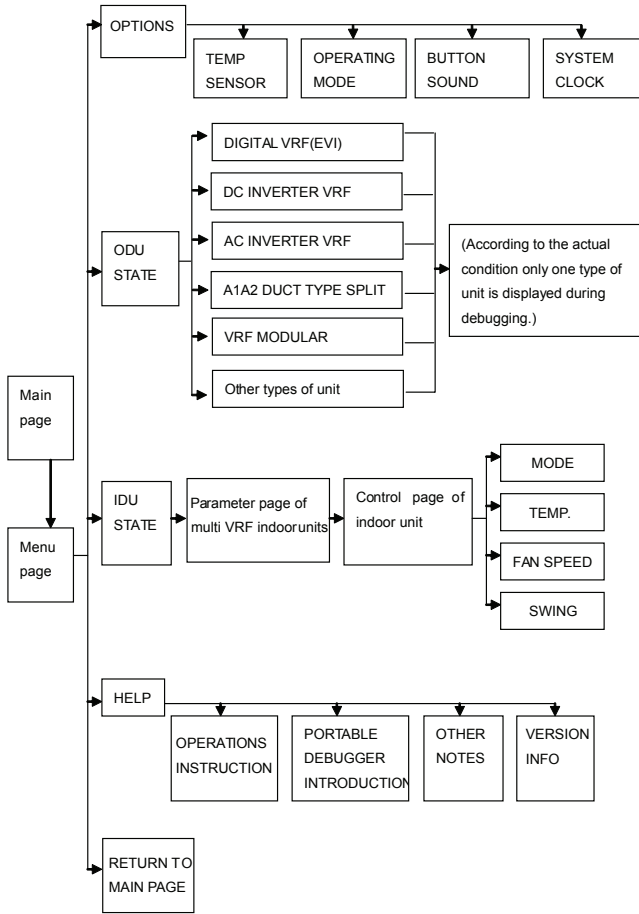 OPTIONS
TEMP
SENSOR
OPERATING
MODE
BUTTON
SOUND
SYSTEM
CLOCK
ODU
STATE
DIGITAL VRF(EVI)
DC INVERTER VRF
AC INVERTER VRF
A1A2 DUCT TYPE SPLIT
VRF MODULAR
Other types of unit
(According to the actual
condition only one type of
unit is displayed during
debugging.)
Main
page
Menu
page
IDU
STATE
Parameter page of
multi VRF indoor units
Control page of
indoor unit
MODE
TEMP.
FAN SPEED
SWING
HELP
OPERATIONS
INSTRUCTION
PORTABLE
DEBUGGER
INTRODUCTION
OTHER
NOTES
VERSION
INFO
RETURN TO
MAIN PAGE